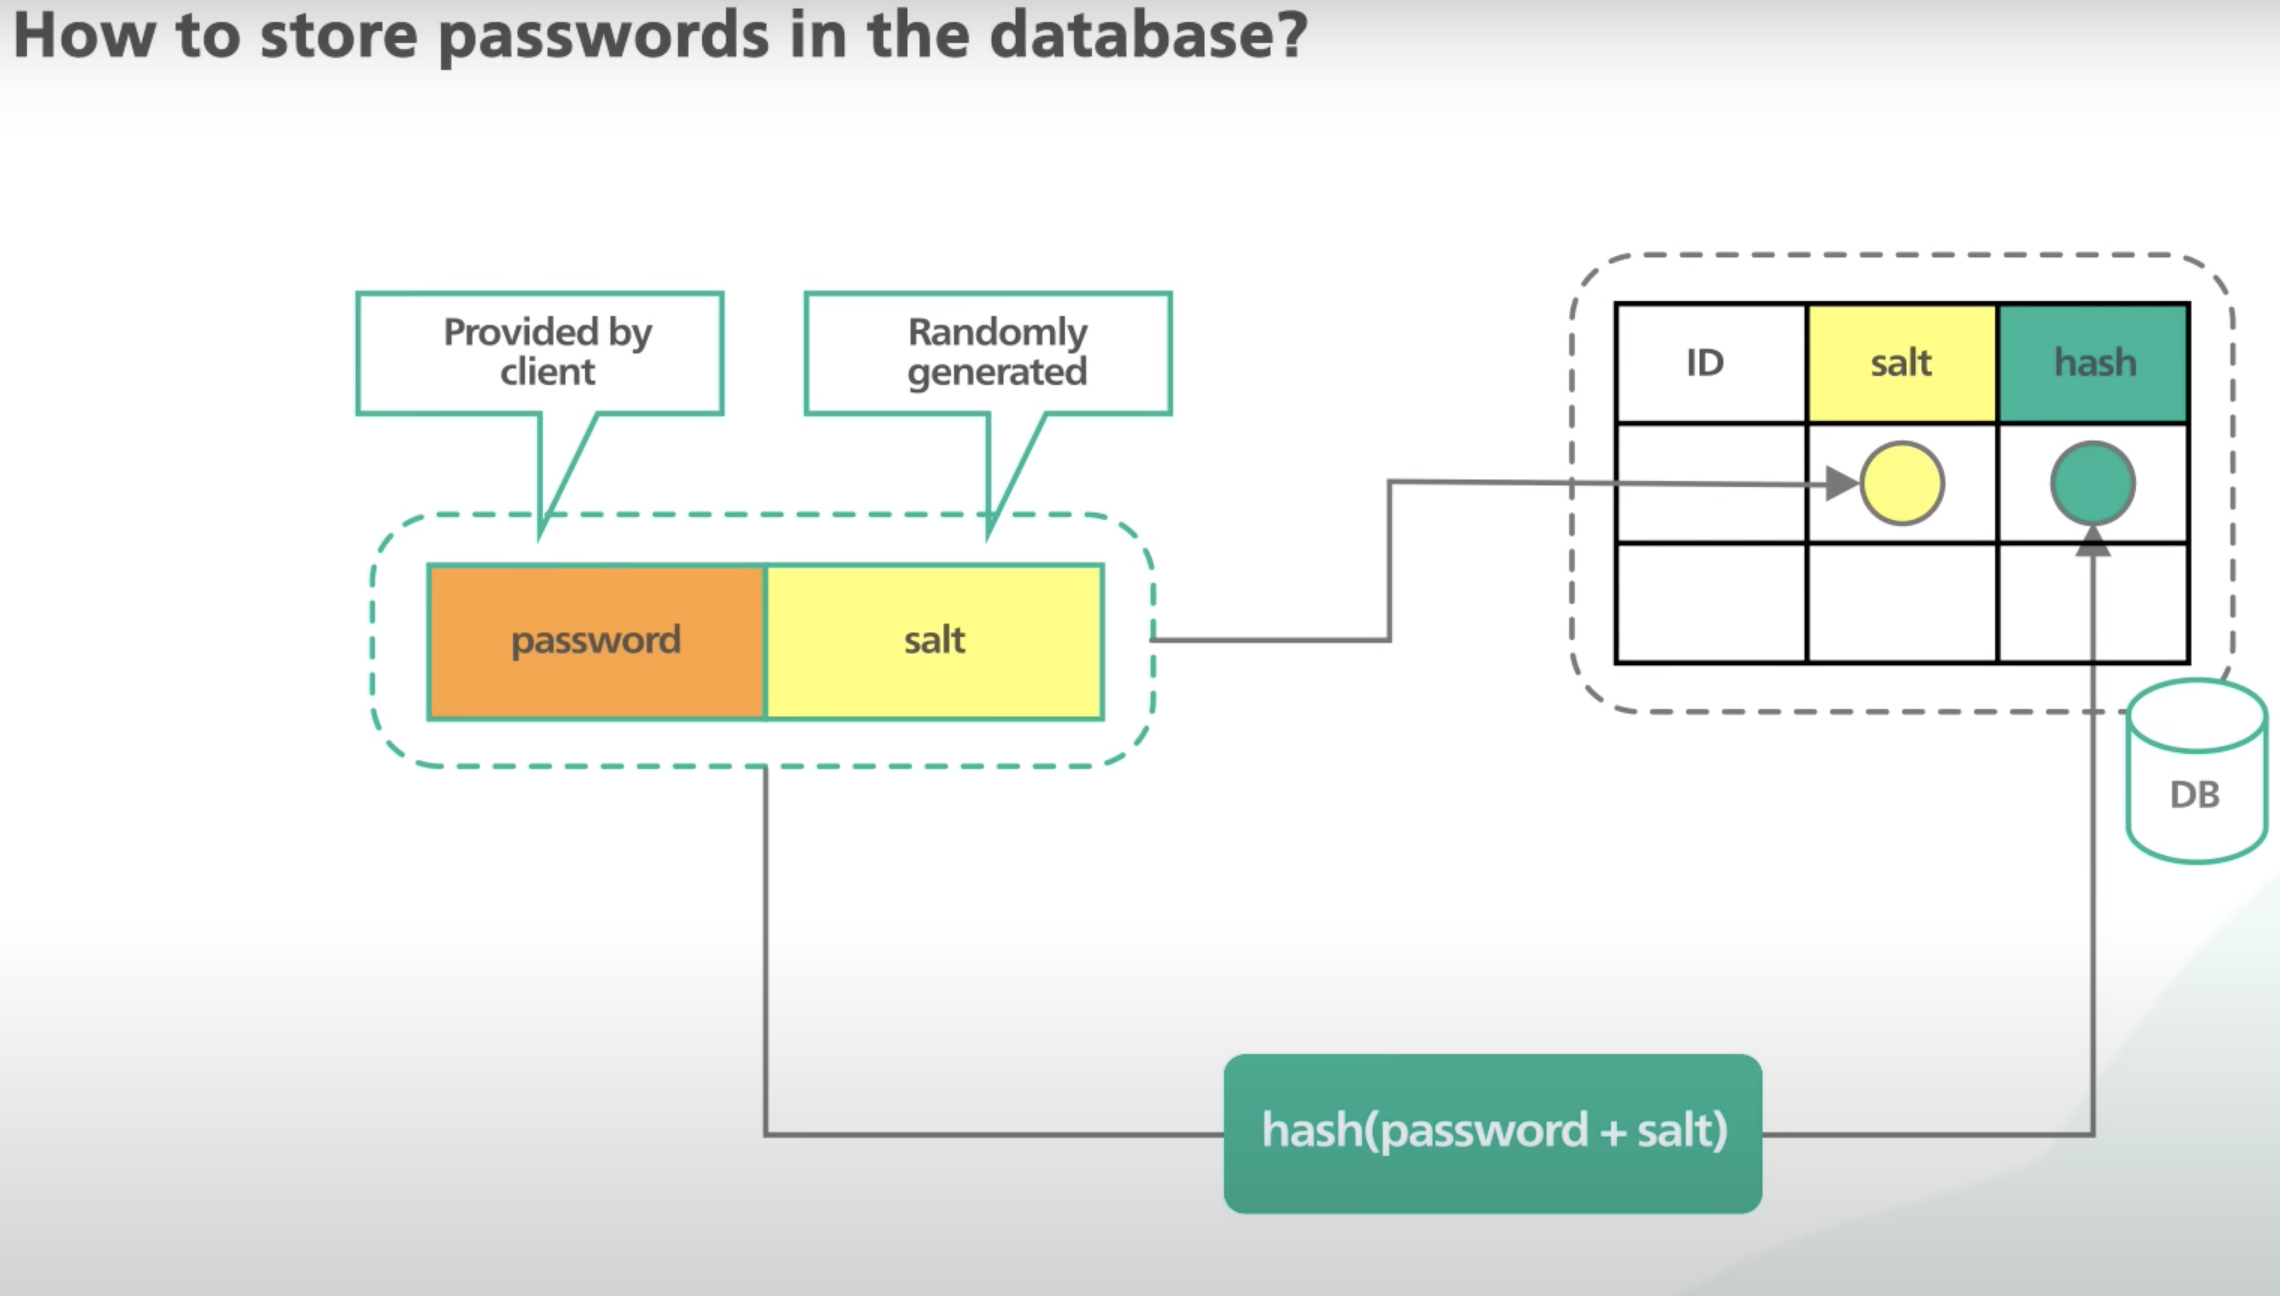 How to store passwords in the database?
Provided by
client
Randomly
generated
password
salt
ID
salt
hash
DB
hash(password + salt)